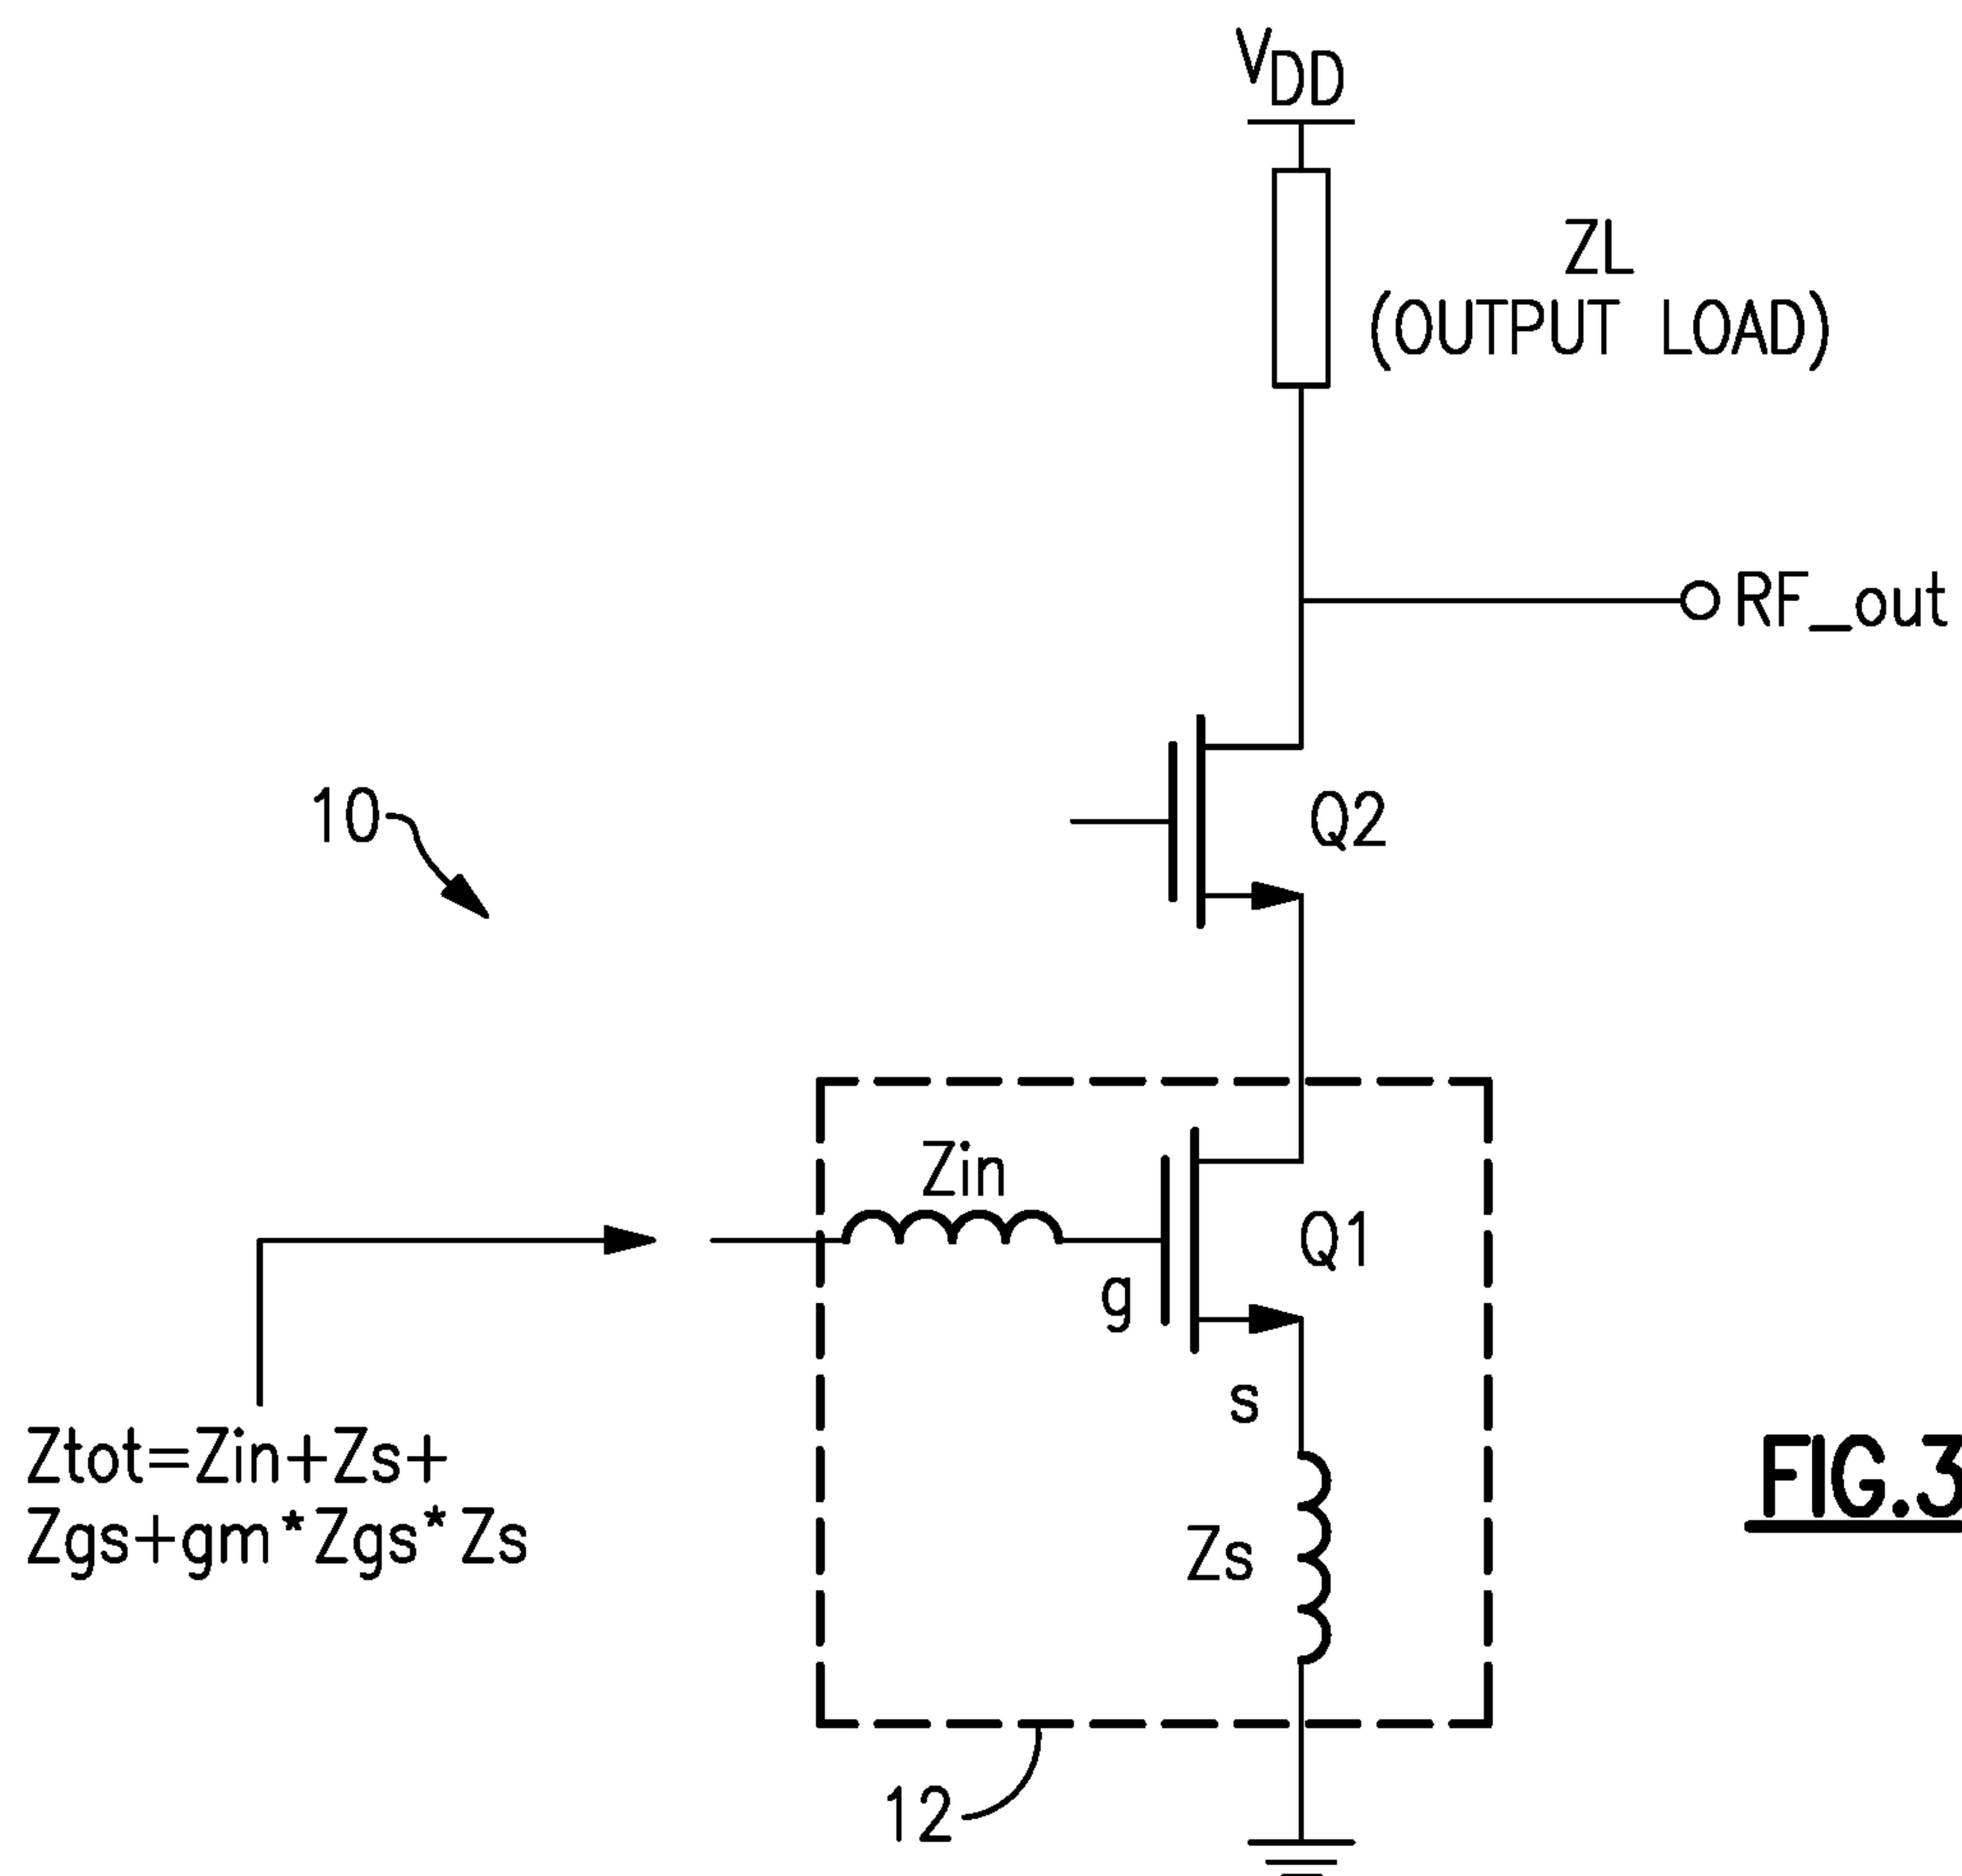 VDD
ZL
(OUTPUT LOAD)
RF_out
10
Q2
Zin
Q1
g
s
Ztot=Zin+Zs+
Zgs+gm*Zgs*Zs
Zs
FIG.3
12